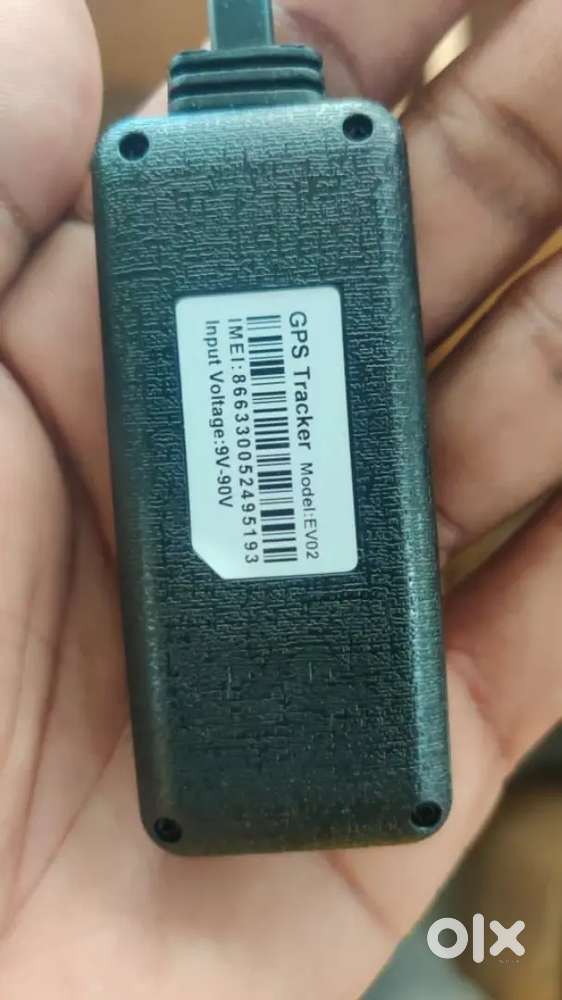 GPS Tracker Model:EV02
IMEI:866330052495193
Input Voltage:9V-90V
olx